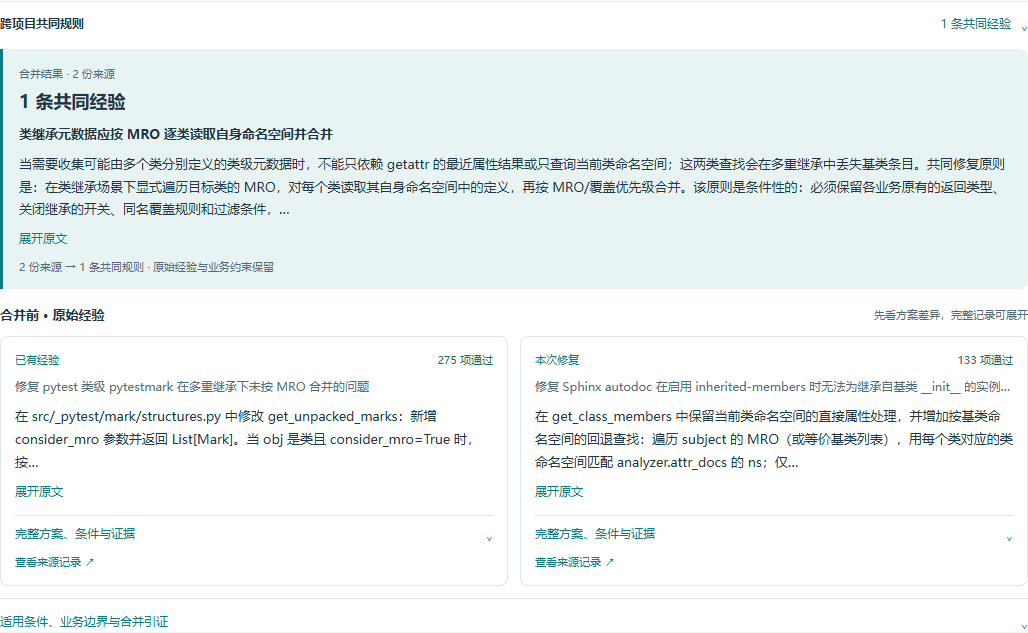 跨项目共同规则
1 条共同经验
合并结果 · 2 份来源
1 条共同经验
类继承元数据应按 MRO 逐类读取自身命名空间并合并
当需要收集可能由多个类分别定义的类级元数据时，不能只依赖 getattr 的最近属性结果或只查询当前类命名空间；这两类查找会在多重继承中丢失基类条目。共同修复原则
是：在类继承场景下显式遍历目标类的 MRO，对每个类读取其自身命名空间中的定义，再按 MRO/覆盖优先级合并。该原则是条件性的：必须保留各业务原有的返回类型、
关闭继承的开关、同名覆盖规则和过滤条件，...
展开原文
2 份来源 → 1 条共同规则 · 原始经验与业务约束保留
合并前 • 原始经验
先看方案差异，完整记录可展开
已有经验
275 项通过
修复 pytest 类级 pytestmark 在多重继承下未按 MRO 合并的问题
在 src/_pytest/mark/structures.py 中修改 get_unpacked_marks：新增
consider_mro 参数并返回 List[Mark]。当 obj 是类且 consider_mro=True 时，
按...
展开原文
完整方案、条件与证据
查看来源记录 ↗
本次修复
133 项通过
修复 Sphinx autodoc 在启用 inherited-members 时无法为继承自基类 __init__ 的实例...
在 get_class_members 中保留当前类命名空间的直接属性处理，并增加按基类命
名空间的回退查找：遍历 subject 的 MRO（或等价基类列表），用每个类对应的类
命名空间匹配 analyzer.attr_docs 的 ns；仅...
展开原文
完整方案、条件与证据
查看来源记录 ↗
适用条件、业务边界与合并引证